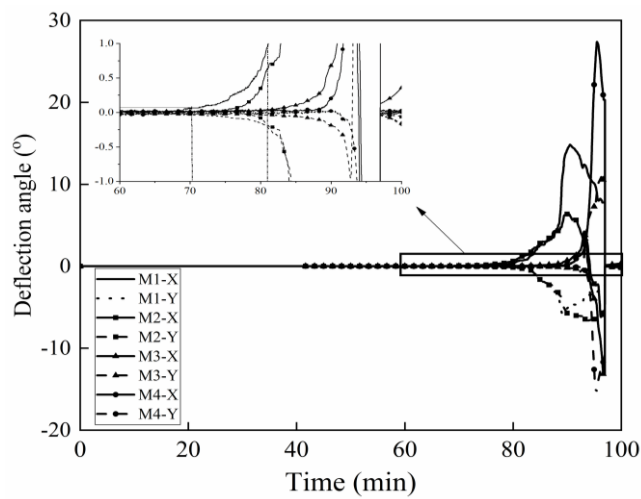 1.0
0.5
0.0
-0.5
-1.0
60 70 80 90 100
30
20
10
0
-10
-20
Deflection angle (º)
M1-X
M1-Y
M2-X
M2-Y
M3-X
M3-Y
M4-X
M4-Y
0 20 40 60 80 100
Time (min)